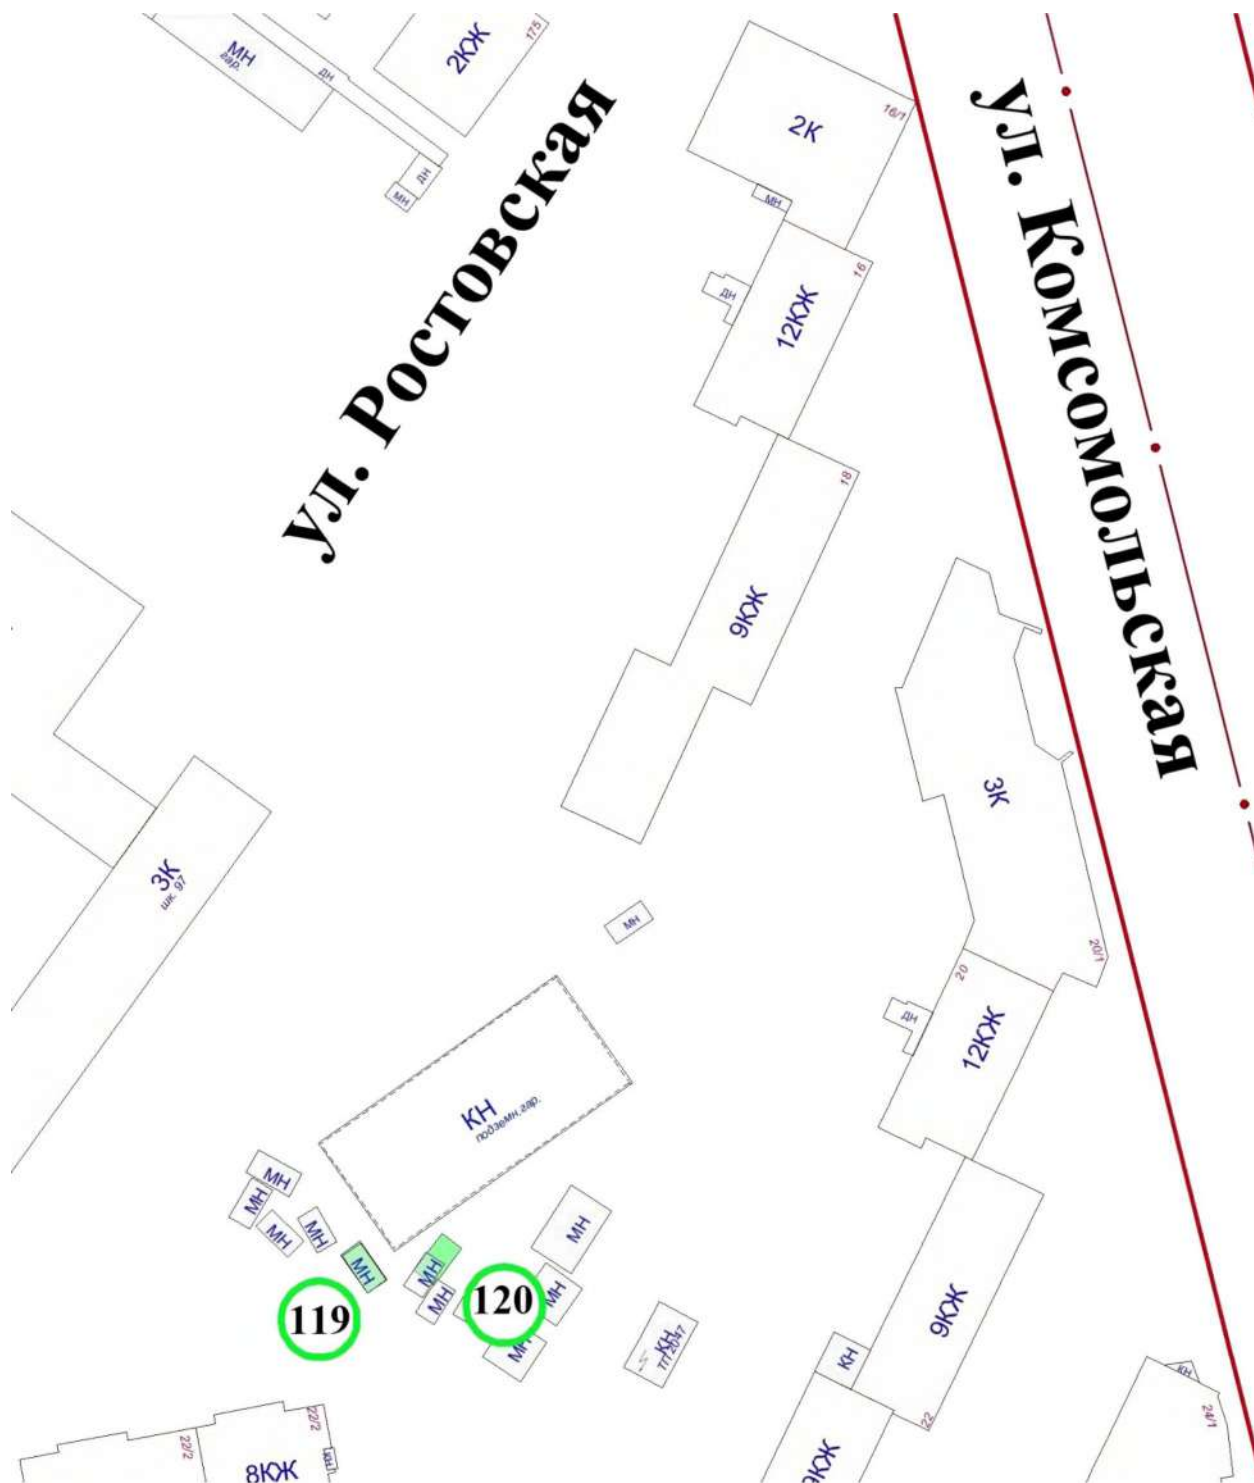 МН
гар.
ДН
2КЖ
175
ДН
МН
ул. Ростовская
2К
16/1
МН
ул. Комсомольская
16
12КЖ
ДН
18
9КЖ
3К
20/1
3К
шк. 97
МН
20
ДН
12КЖ
КН
подземн.гар.
МН
МН
МН
МН
МН
МН
МН
МН
МН
МН
119
120
КН
ТП2047
9КЖ
КН
22
КН
24/1
22/2
22/2
КН
8КЖ
9КЖ